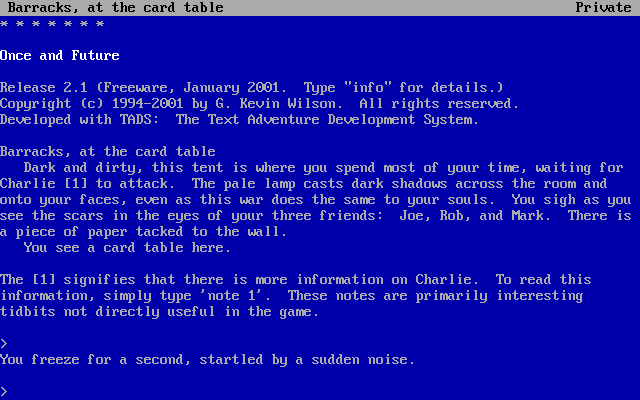 Barracks, at the card table Private
* * * * * * *
Once and Future
Release 2.1 (Freeware, January 2001.  Type "info" for details.)
Copyright (c) 1994-2001 by G. Kevin Wilson.  All rights reserved.
Developed with TADS:  The Text Adventure Development System.
Barracks, at the card table
Dark and dirty, this tent is where you spend most of your time, waiting for
Charlie [1] to attack.  The pale lamp casts dark shadows across the room and
onto your faces, even as this war does the same to your souls.  You sigh as you
see the scars in the eyes of your three friends:  Joe, Rob, and Mark.  There is
a piece of paper tacked to the wall.
You see a card table here.
The [1] signifies that there is more information on Charlie.  To read this
information, simply type 'note 1'.  These notes are primarily interesting
tidbits not directly useful in the game.
>
You freeze for a second, startled by a sudden noise.
>